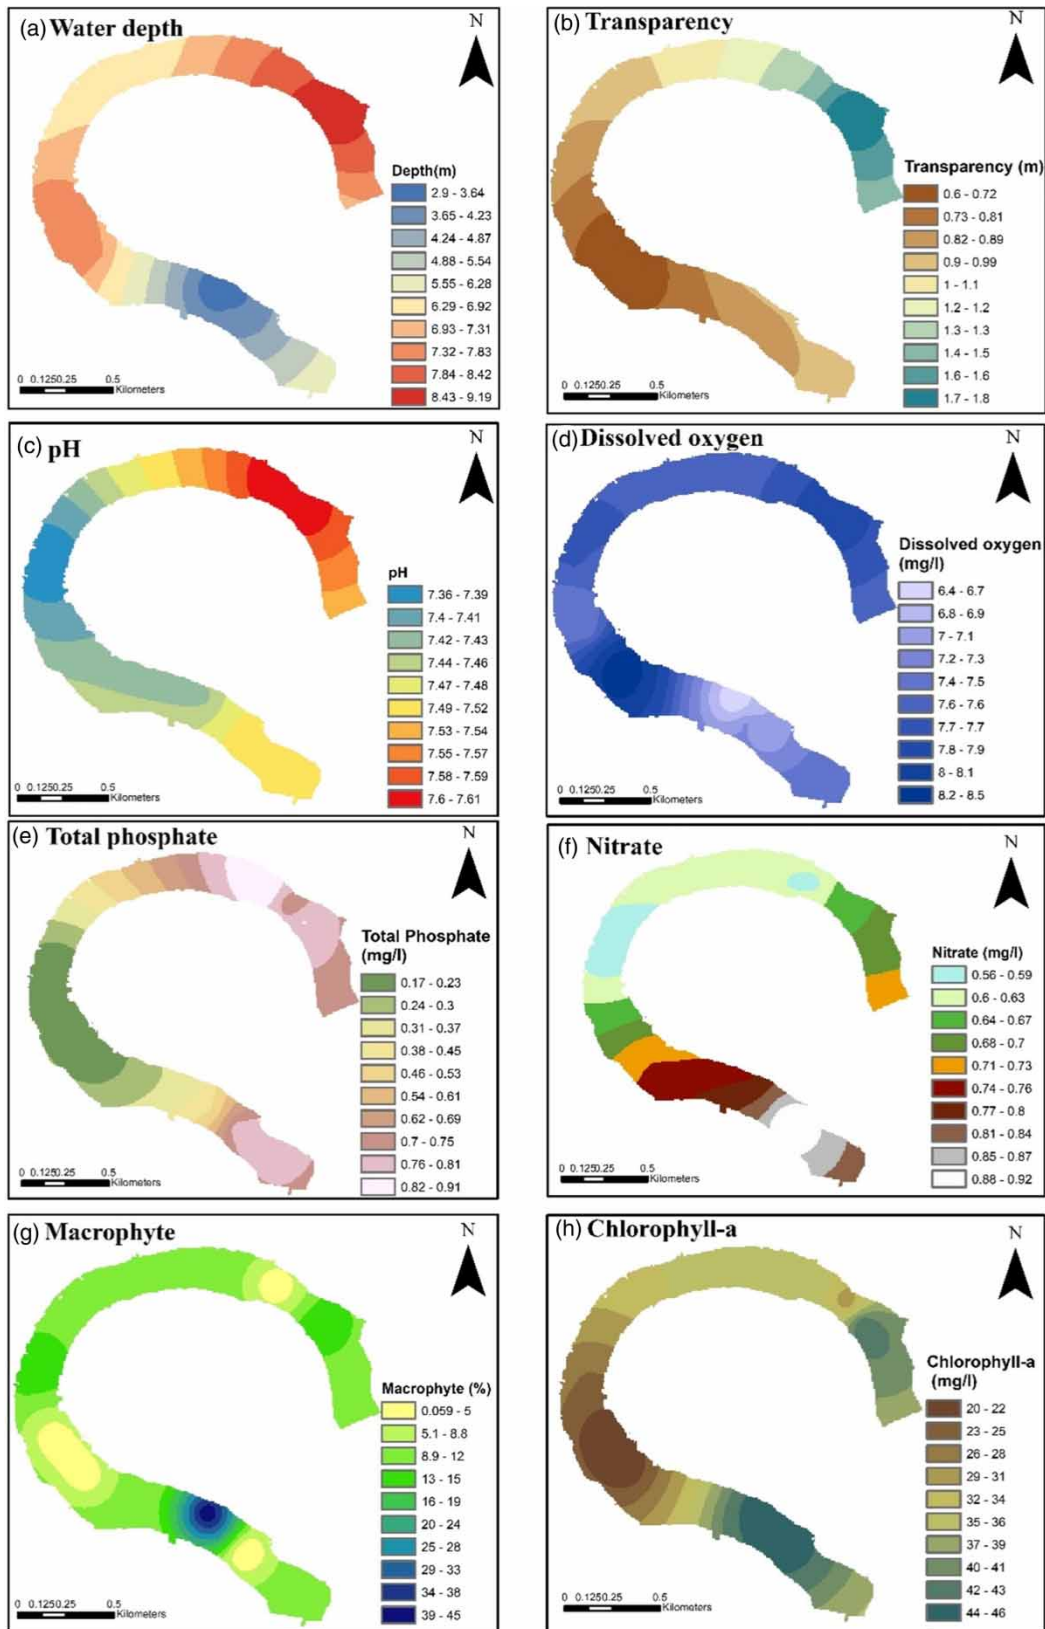 (a) Water depth
N
Depth(m)
2.9 - 3.64
3.65 - 4.23
4.24 - 4.87
4.88 - 5.54
5.55 - 6.28
6.29 - 6.92
6.93 - 7.31
7.32 - 7.83
7.84 - 8.42
8.43 - 9.19
0 0.125 0.25 0.5
Kilometers
(b) Transparency
N
Transparency (m)
0.6 - 0.72
0.73 - 0.81
0.82 - 0.89
0.9 - 0.99
1 - 1.1
1.2 - 1.2
1.3 - 1.3
1.4 - 1.5
1.6 - 1.6
1.7 - 1.8
0 0.125 0.25 0.5
Kilometers
(c) pH
N
pH
7.36 - 7.39
7.4 - 7.41
7.42 - 7.43
7.44 - 7.46
7.47 - 7.48
7.49 - 7.52
7.53 - 7.54
7.55 - 7.57
7.58 - 7.59
7.6 - 7.61
0 0.125 0.25 0.5
Kilometers
(d) Dissolved oxygen
N
Dissolved oxygen
(mg/l)
6.4 - 6.7
6.8 - 6.9
7 - 7.1
7.2 - 7.3
7.4 - 7.5
7.6 - 7.6
7.7 - 7.7
7.8 - 7.9
8 - 8.1
8.2 - 8.5
0 0.125 0.25 0.5
Kilometers
(e) Total phosphate
N
Total Phosphate
(mg/l)
0.17 - 0.23
0.24 - 0.3
0.31 - 0.37
0.38 - 0.45
0.46 - 0.53
0.54 - 0.61
0.62 - 0.69
0.7 - 0.75
0.76 - 0.81
0.82 - 0.91
0 0.125 0.25 0.5
Kilometers
(f) Nitrate
N
Nitrate (mg/l)
0.56 - 0.59
0.6 - 0.63
0.64 - 0.67
0.68 - 0.7
0.71 - 0.73
0.74 - 0.76
0.77 - 0.8
0.81 - 0.84
0.85 - 0.87
0.88 - 0.92
0 0.125 0.25 0.5
Kilometers
(g) Macrophyte
N
Macrophyte (%)
0.059 - 5
5.1 - 8.8
8.9 - 12
13 - 15
16 - 19
20 - 24
25 - 28
29 - 33
34 - 38
39 - 45
0 0.125 0.25 0.5
Kilometers
(h) Chlorophyll-a
N
Chlorophyll-a
(mg/l)
20 - 22
23 - 25
26 - 28
29 - 31
32 - 34
35 - 36
37 - 39
40 - 41
42 - 43
44 - 46
0 0.125 0.25 0.5
Kilometers